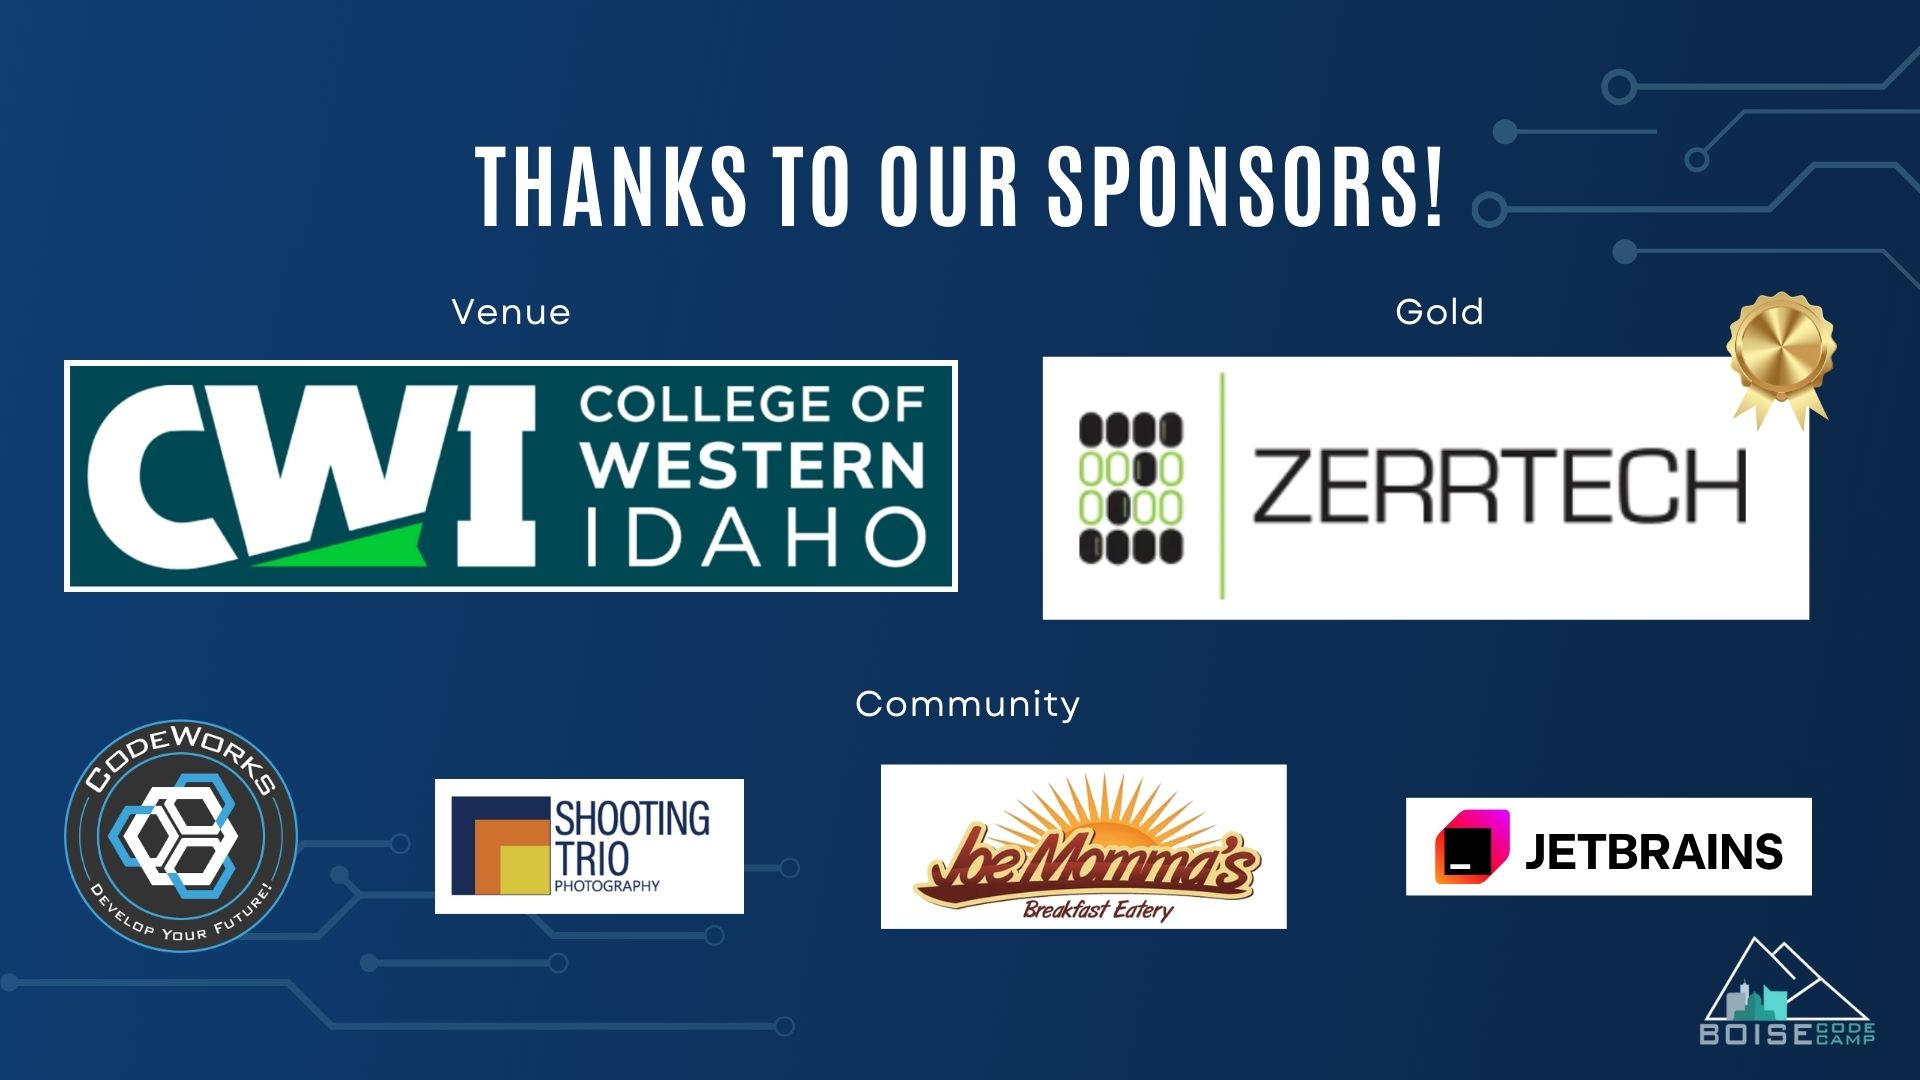 THANKS TO OUR SPONSORS!
Venue
Gold
CWI
COLLEGE OF
WESTERN
IDAHO
ZERRTECH
Community
CODEWORKS
DEVELOP YOUR FUTURE!
SHOOTING
TRIO
PHOTOGRAPHY
Joe Momma's
Breakfast Eatery
JETBRAINS
BOISE CODE
CAMP